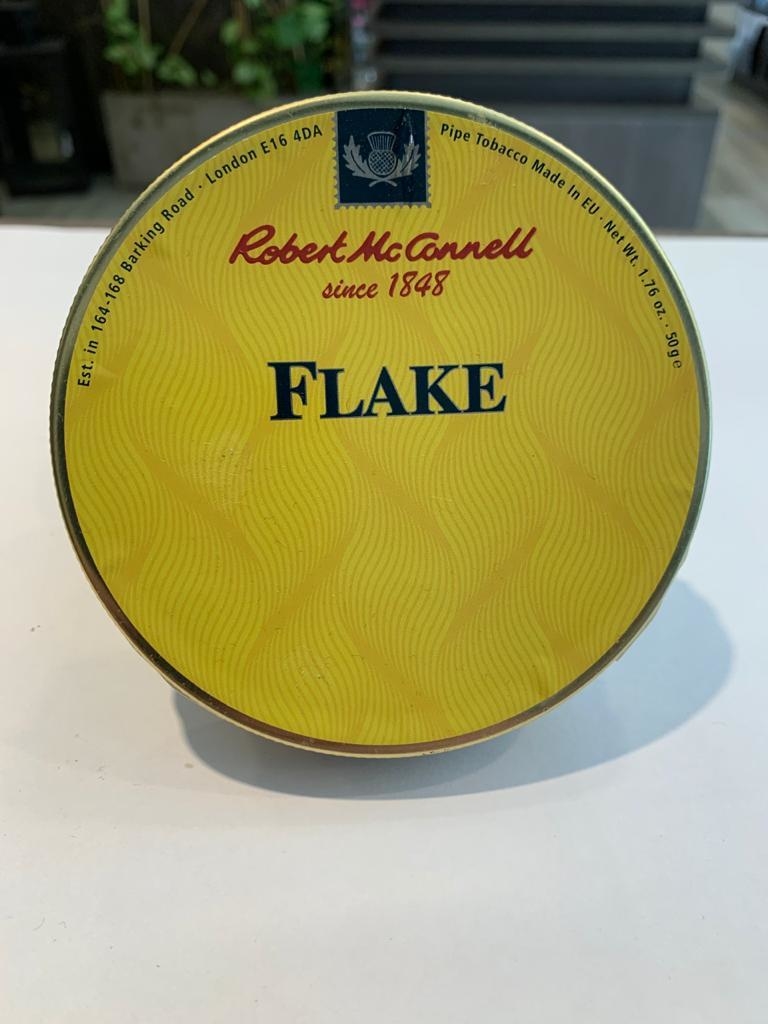 Est. in 164-168 Barking Road · London E16 4DA
Pipe Tobacco Made In EU · Net Wt. 1.76 oz. · 50g e
Robert McConnell
since 1848
FLAKE